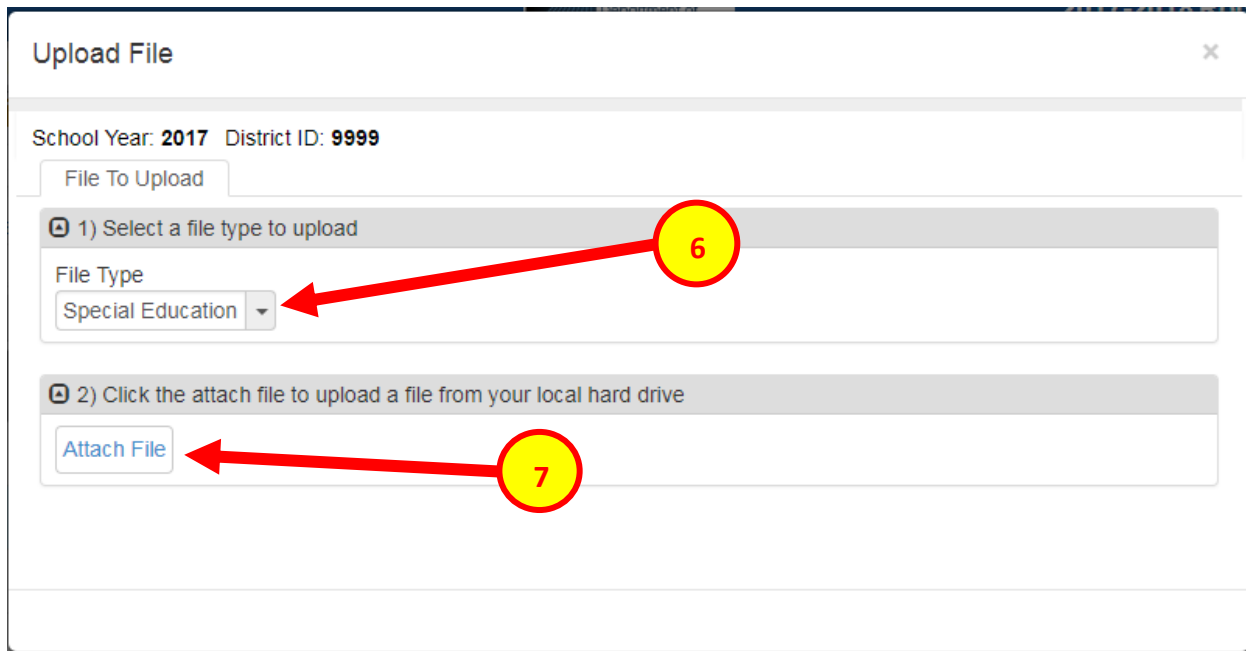 Department of
Upload File
×
School Year: 2017 District ID: 9999
File To Upload
1) Select a file type to upload
6
File Type
Special Education
2) Click the attach file to upload a file from your local hard drive
Attach File
7